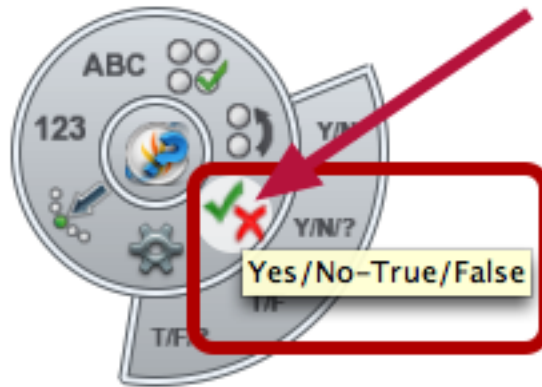 ABC
123
Y/N
Y/N/?
Yes/No-True/False
T/F
T/F/?